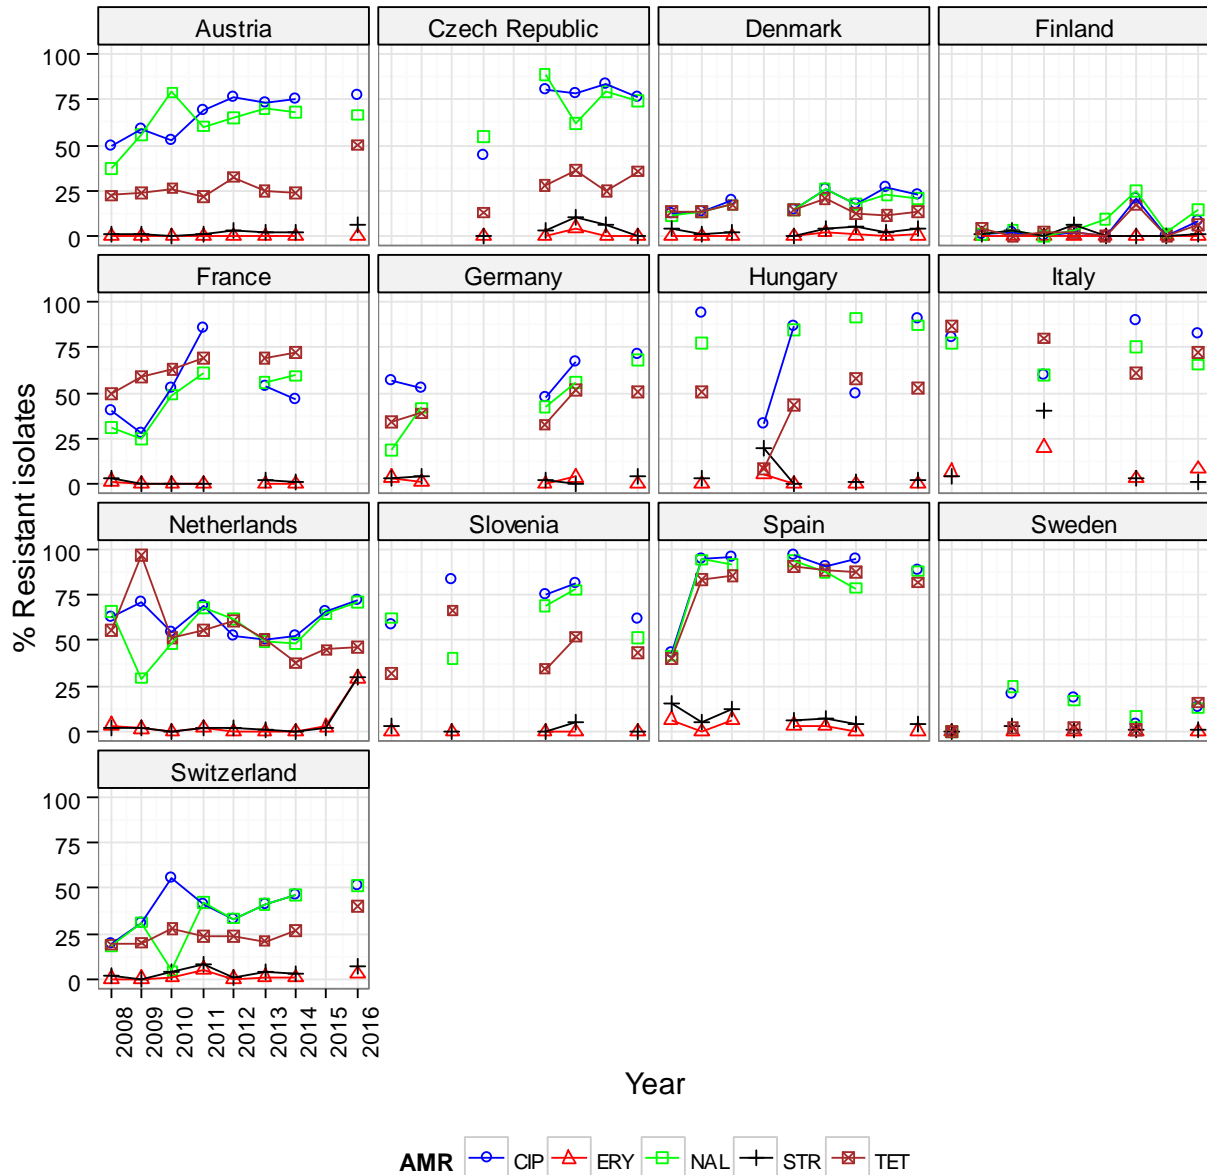 Austria Czech Republic Denmark Finland
100
75
50
25
0
France Germany Hungary Italy
100
75
50
25
0
Netherlands Slovenia Spain Sweden
100
75
50
25
0
Switzerland
100
75
50
25
0
% Resistant isolates
2008 2009 2010 2011 2012 2013 2014 2015 2016
Year
AMR CIP ERY NAL STR TET